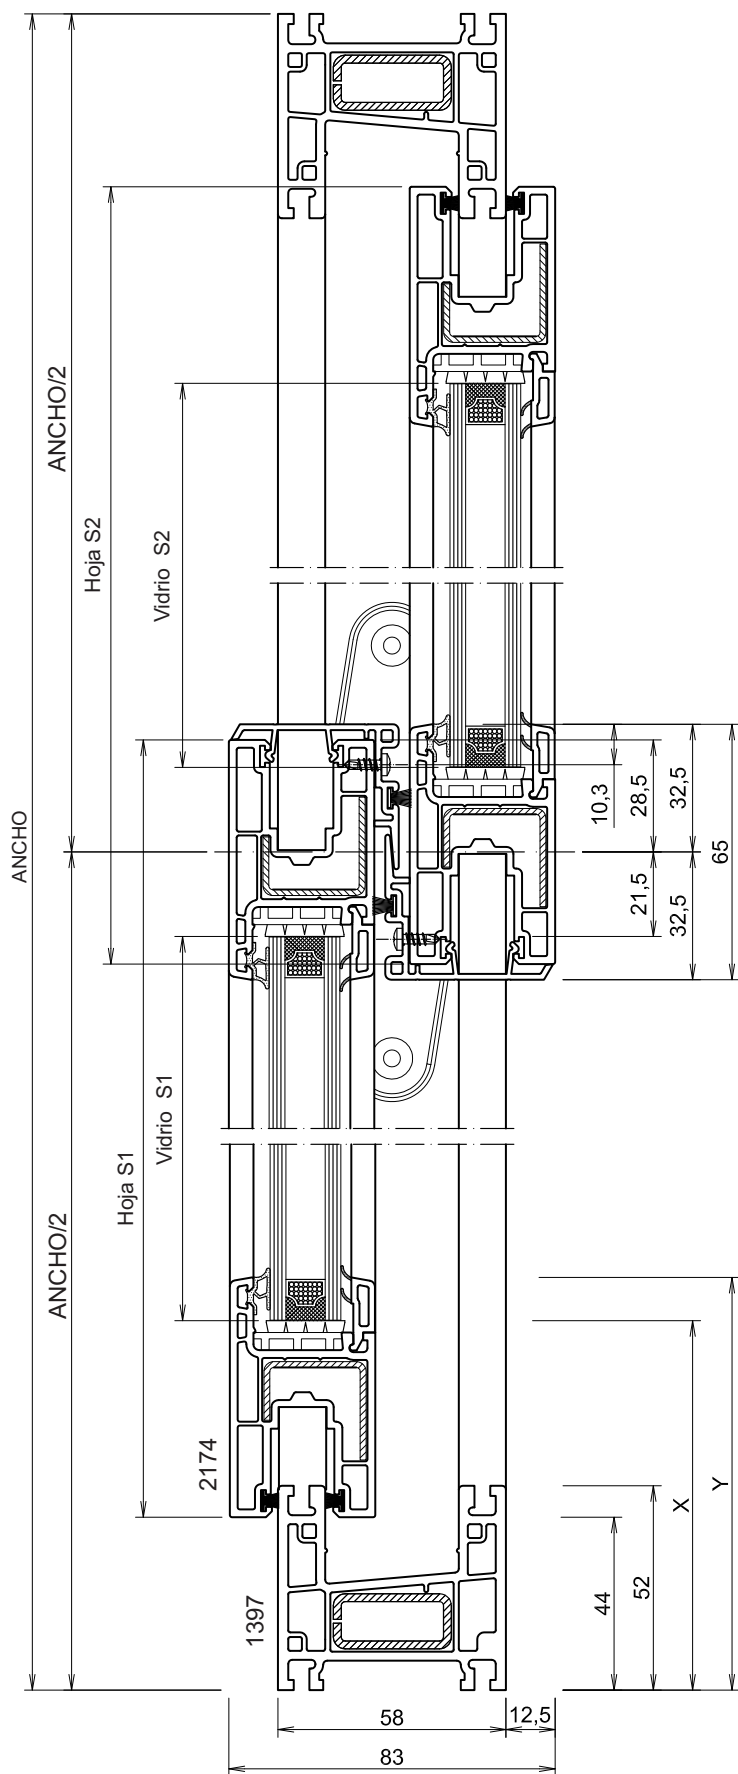 ANCHO
ANCHO/2
ANCHO/2
Hoja S2
Vidrio S2
Hoja S1
Vidrio S1
10,3
28,5
32,5
65
21,5
32,5
2174
1397
X
Y
44
52
58
12,5
83